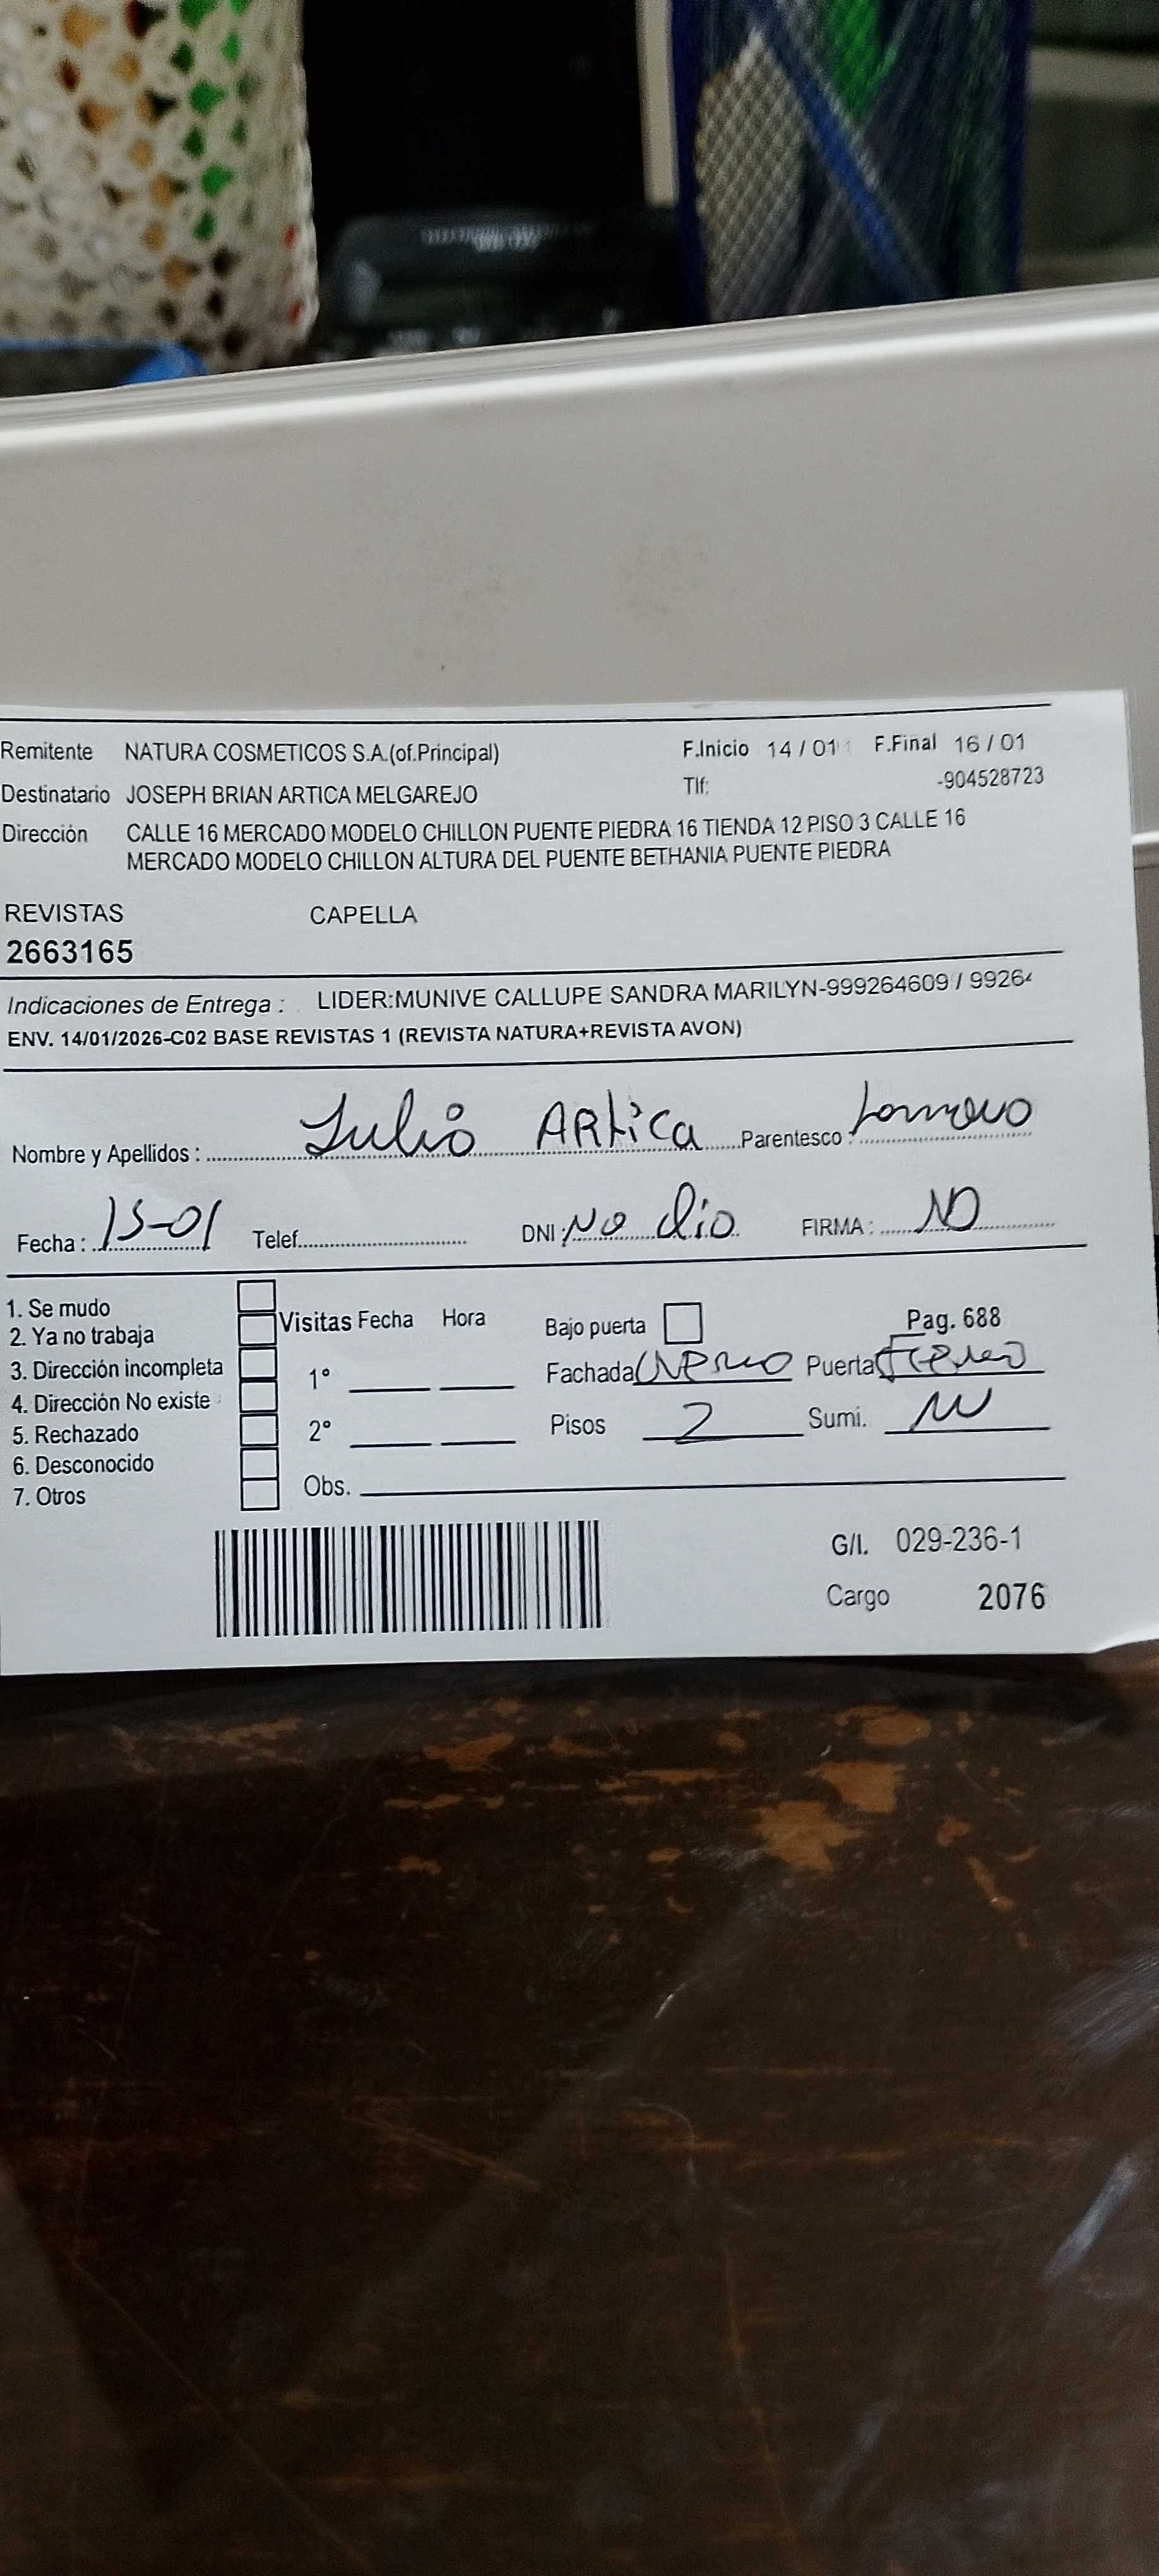 Remitente NATURA COSMETICOS S.A.(of.Principal) F.Inicio 14 / 01 F.Final 16 / 01
Destinatario JOSEPH BRIAN ARTICA MELGAREJO Tlf: -904528723
Dirección CALLE 16 MERCADO MODELO CHILLON PUENTE PIEDRA 16 TIENDA 12 PISO 3 CALLE 16
MERCADO MODELO CHILLON ALTURA DEL PUENTE BETHANIA PUENTE PIEDRA
REVISTAS CAPELLA
2663165
Indicaciones de Entrega : LIDER:MUNIVE CALLUPE SANDRA MARILYN-999264609 / 99264
ENV. 14/01/2026-C02 BASE REVISTAS 1 (REVISTA NATURA+REVISTA AVON)
Nombre y Apellidos : Julio ARtica Parentesco :
Fecha : 15-01 Telef. DNI : No dio FIRMA : NO
1. Se mudo
2. Ya no trabaja Visitas Fecha Hora Bajo puerta Pag. 688
3. Dirección incompleta 1° Fachada Puerta
4. Dirección No existe
5. Rechazado 2° Pisos 2 Sumi.
6. Desconocido
7. Otros Obs.
G/I. 029-236-1
Cargo 2076